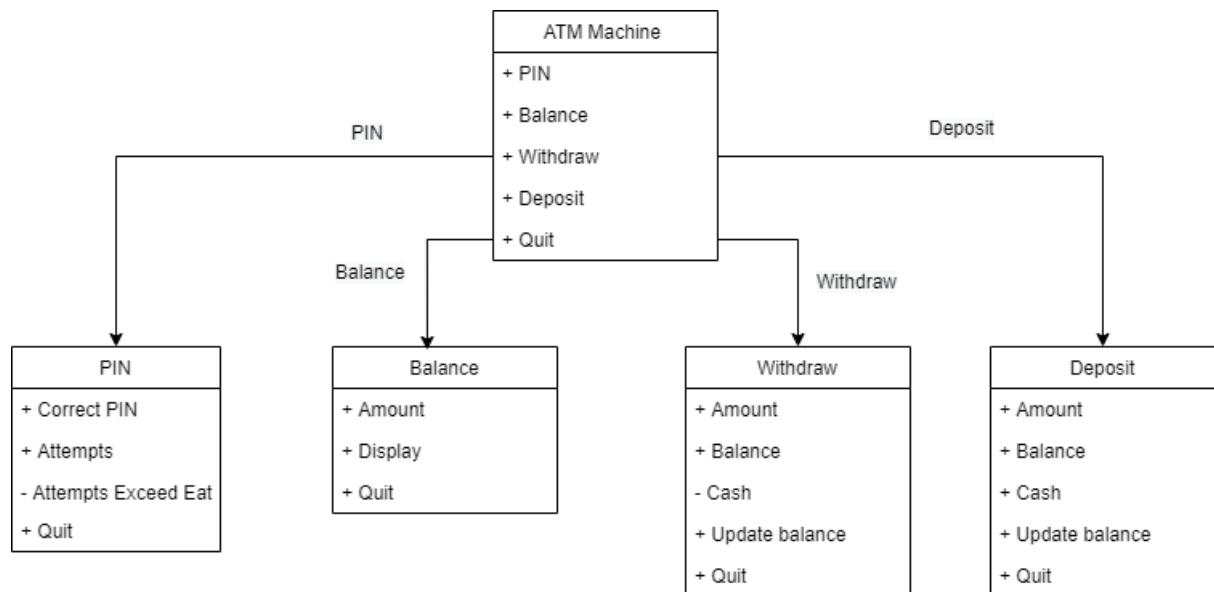 ATM Machine
+ PIN
+ Balance
+ Withdraw
+ Deposit
+ Quit
PIN
Deposit
Balance
Withdraw
PIN
+ Correct PIN
+ Attempts
- Attempts Exceed Eat
+ Quit
Balance
+ Amount
+ Display
+ Quit
Withdraw
+ Amount
+ Balance
- Cash
+ Update balance
+ Quit
Deposit
+ Amount
+ Balance
+ Cash
+ Update balance
+ Quit